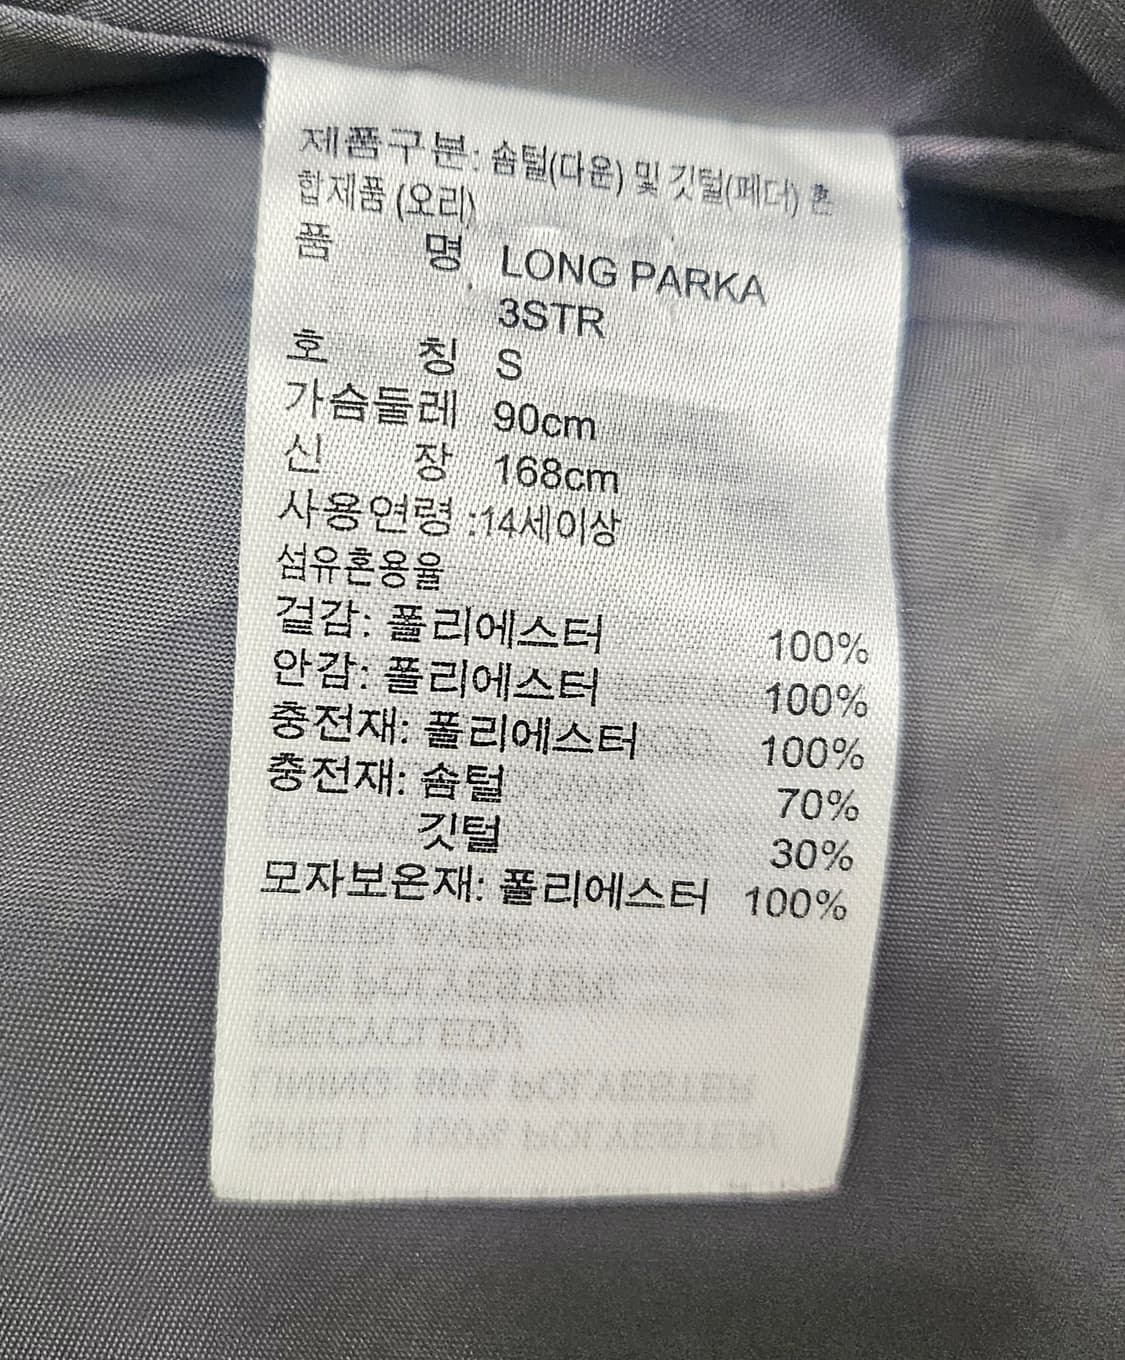 제품구분: 솜털(다운) 및 깃털(페더) 혼
합제품 (오리)
품 명 LONG PARKA
3STR
호 칭 S
가슴둘레 90cm
신 장 168cm
사용연령 :14세이상
섬유혼용율
겉감: 폴리에스터 100%
안감: 폴리에스터 100%
충전재: 폴리에스터 100%
충전재: 솜털 70%
깃털 30%
모자보온재: 폴리에스터 100%